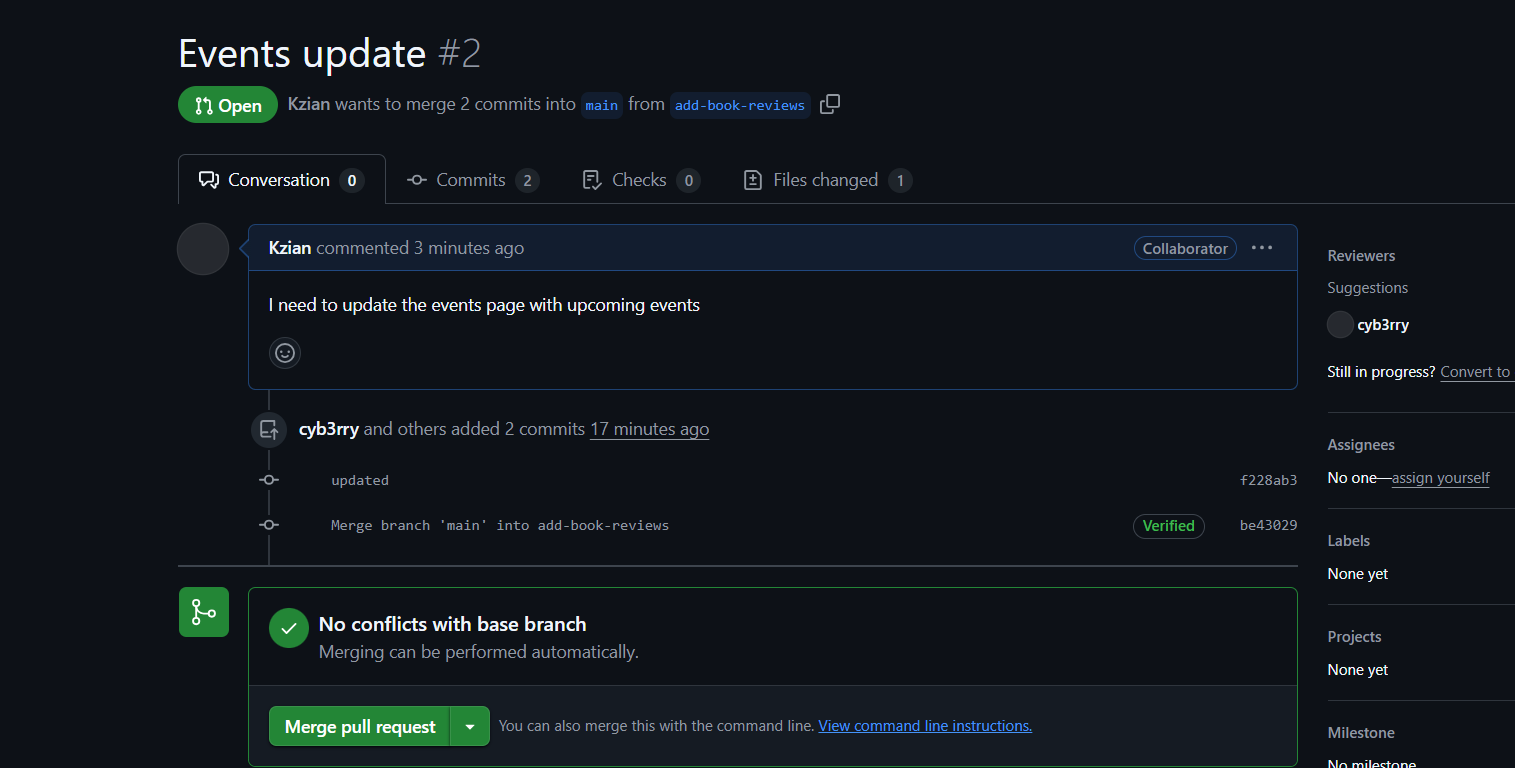 Events update #2
Open Kzian wants to merge 2 commits into main from add-book-reviews
Conversation 0 Commits 2 Checks 0 Files changed 1
Kzian commented 3 minutes ago Collaborator
I need to update the events page with upcoming events
cyb3rry and others added 2 commits 17 minutes ago
updated f228ab3
Merge branch 'main' into add-book-reviews Verified be43029
No conflicts with base branch
Merging can be performed automatically.
Merge pull request You can also merge this with the command line. View command line instructions.
Reviewers
Suggestions
cyb3rry
Still in progress? Convert to
Assignees
No one—assign yourself
Labels
None yet
Projects
None yet
Milestone
No milestone